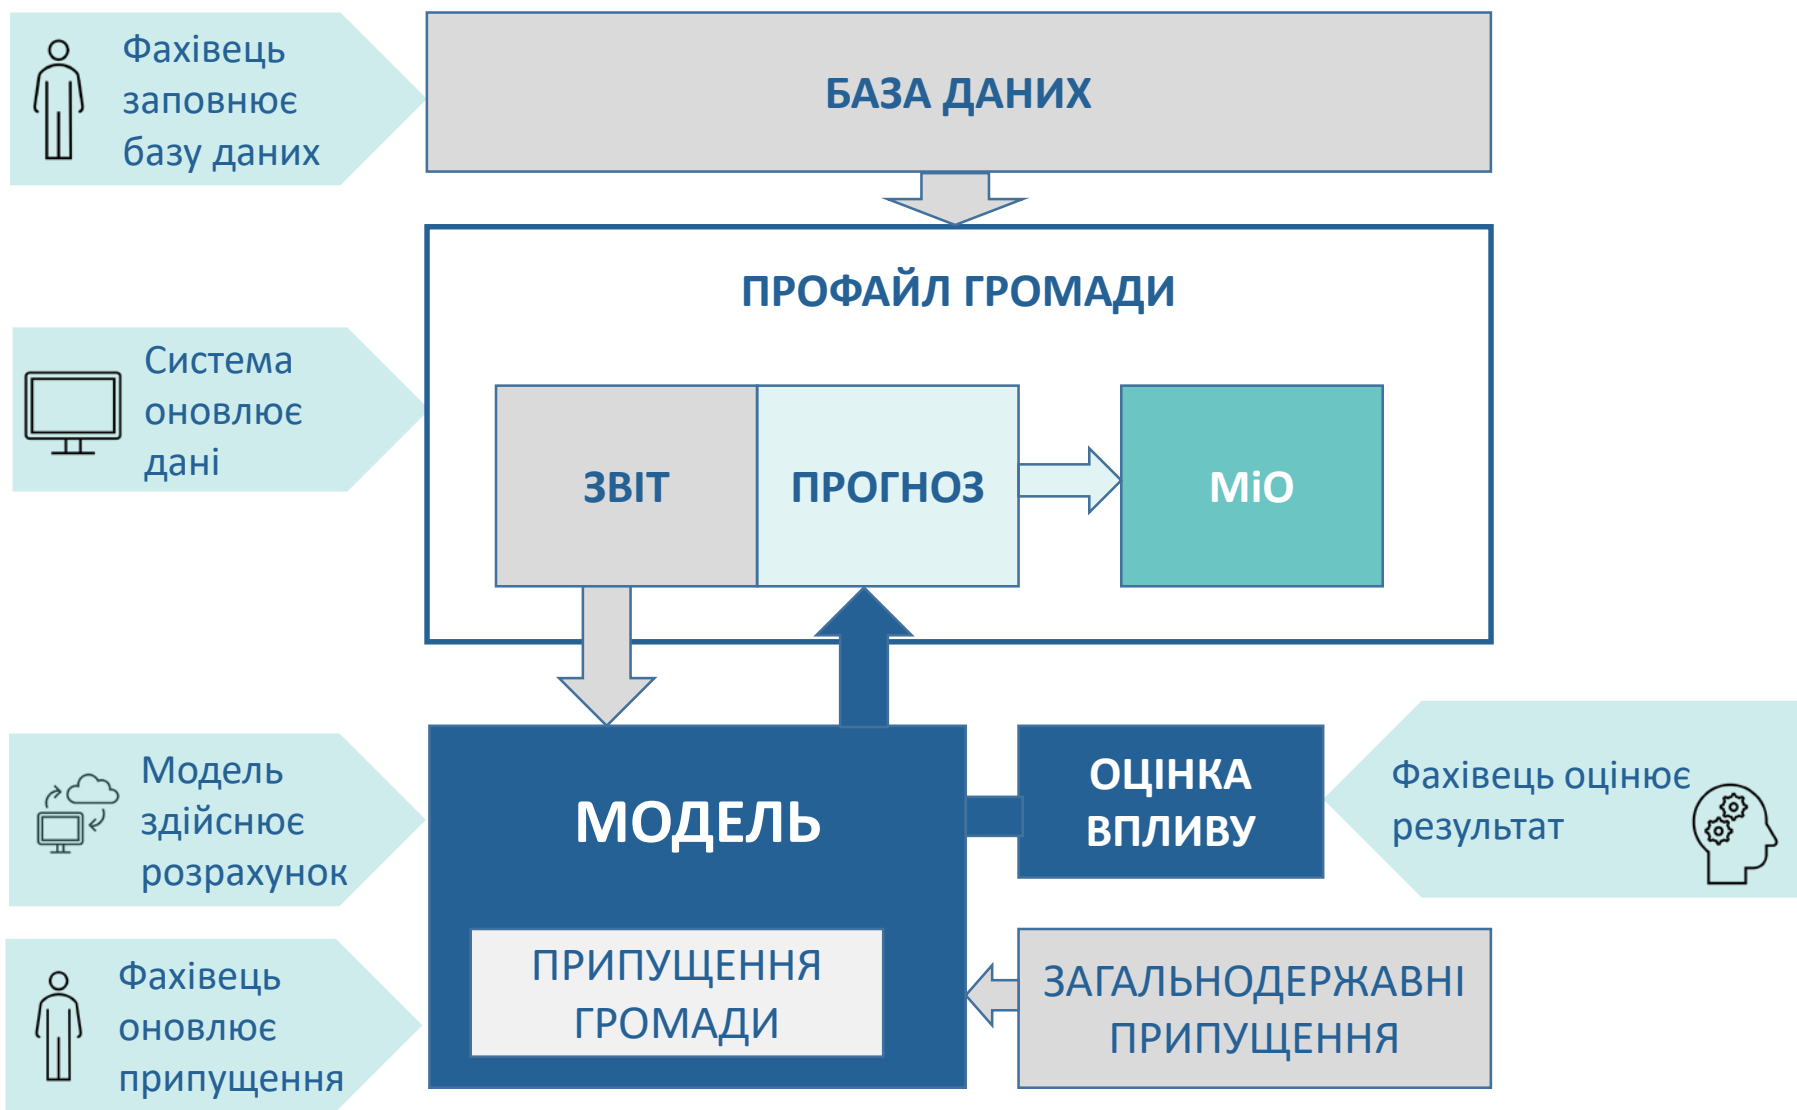 Фахівець
заповнює
базу даних
БАЗА ДАНИХ
ПРОФАЙЛ ГРОМАДИ
Система
оновлює
дані
ЗВІТ
ПРОГНОЗ
МіО
Модель
здійснює
розрахунок
МОДЕЛЬ
ОЦІНКА
ВПЛИВУ
Фахівець оцінює
результат
Фахівець
оновлює
припущення
ПРИПУЩЕННЯ
ГРОМАДИ
ЗАГАЛЬНОДЕРЖАВНІ
ПРИПУЩЕННЯ